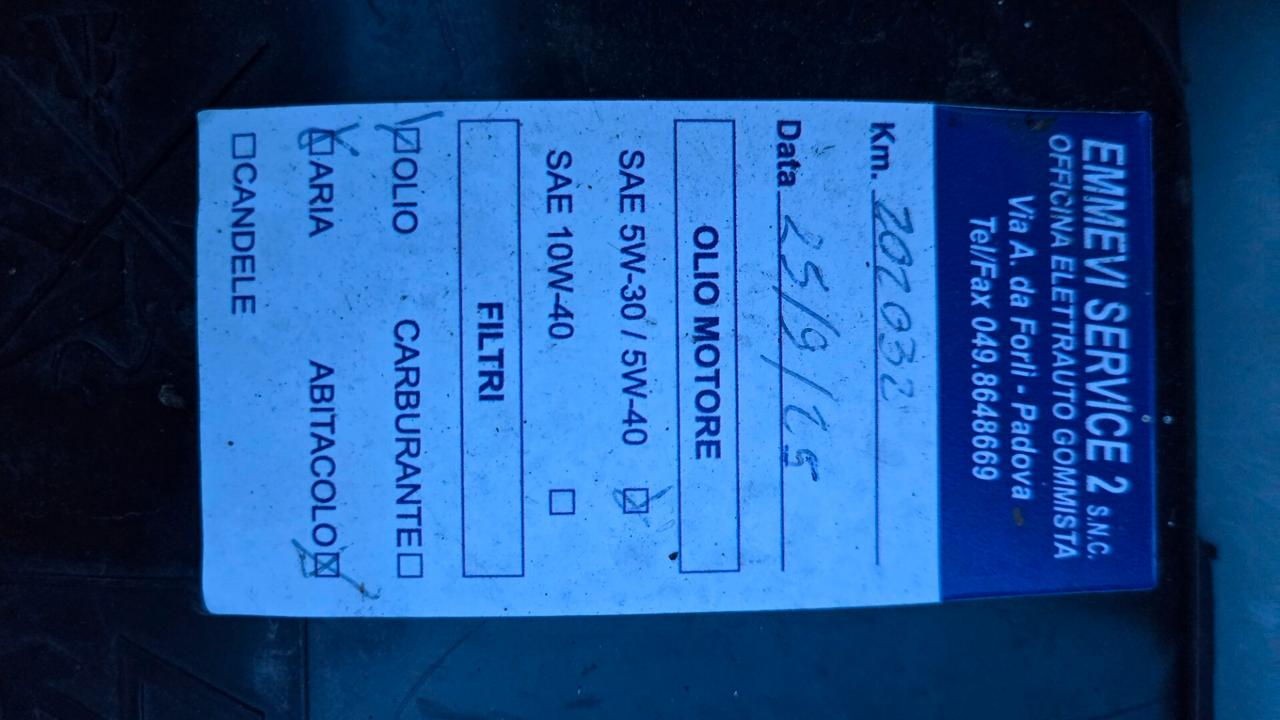 EMMEVI SERVICE 2 S.N.C.
OFFICINA ELETTRAUTO GOMMISTA
Via A. da Forlì - Padova
Tel/Fax 049.8648669
Km. 202032
Data 25/9/25
OLIO MOTORE
SAE 5W-30 / 5W-40 ☑
SAE 10W-40 ☐
FILTRI
☑OLIO CARBURANTE☐
☑ARIA ABITACOLO☒
☐CANDELE